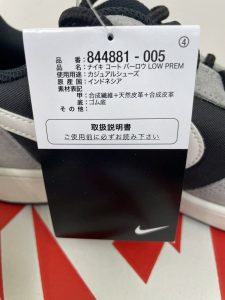 ④
品番：844881-005
品名：ナイキ コート バーロウ LOW PREM
使用用途：カジュアルシューズ
原産国：インドネシア
素材表記
甲：合成繊維+天然皮革+合成皮革
底：ゴム底
その他：
取扱説明書
ご使用前に必ずお読み下さい